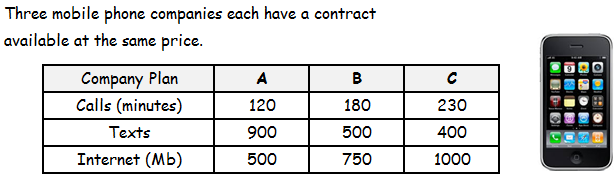 Three mobile phone companies each have a contract
available at the same price.
Company Plan A B C
Calls (minutes) 120 180 230
Texts 900 500 400
Internet (Mb) 500 750 1000